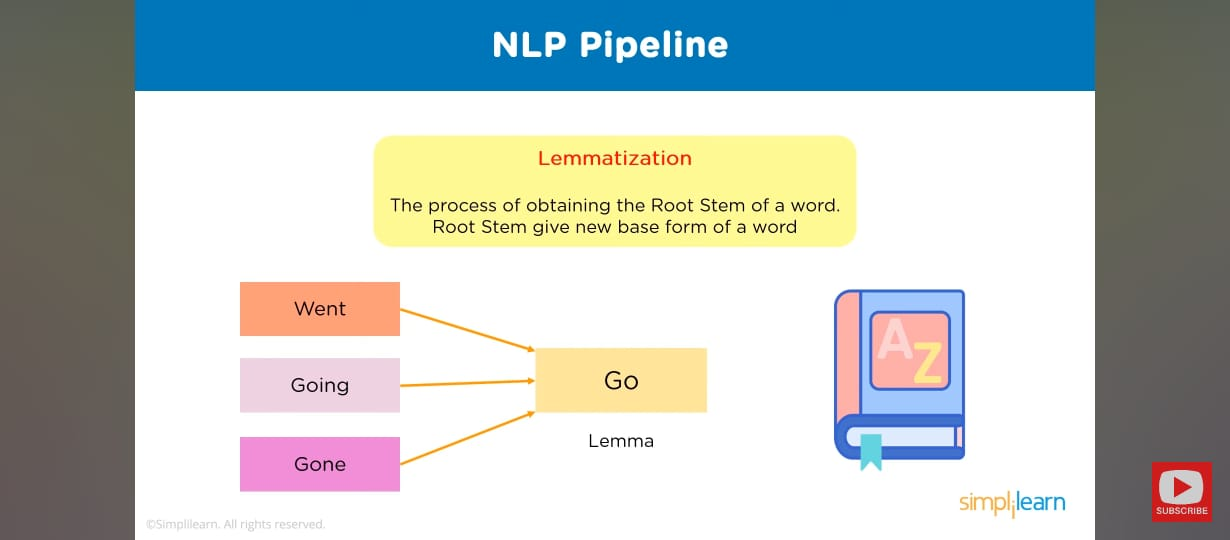 NLP Pipeline
Lemmatization
The process of obtaining the Root Stem of a word.
Root Stem give new base form of a word
Went
Going
Gone
Go
Lemma
A
Z
simplilearn
SUBSCRIBE
©Simplilearn. All rights reserved.